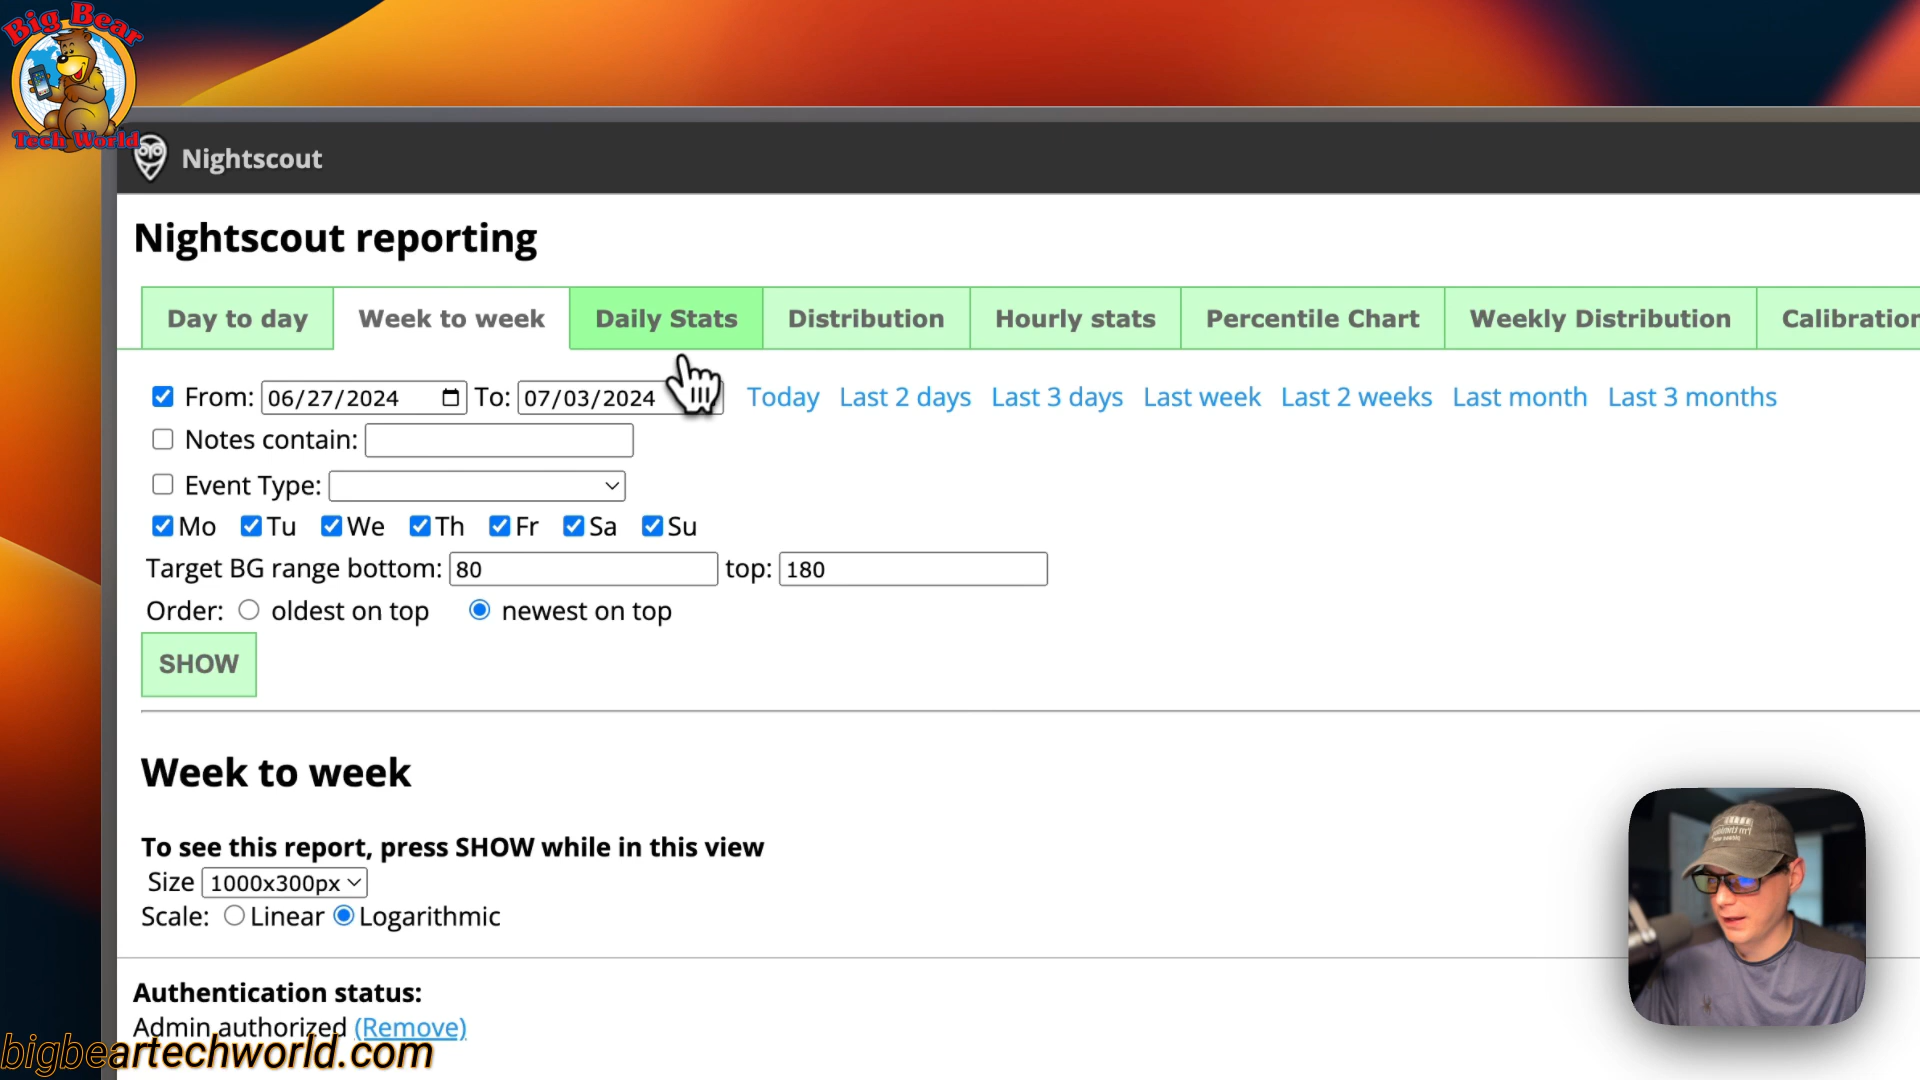 Big Bear
Tech World
Nightscout
Nightscout reporting
Day to day Week to week Daily Stats Distribution Hourly stats Percentile Chart Weekly Distribution Calibration
From: 06/27/2024 To: 07/03/2024 Today Last 2 days Last 3 days Last week Last 2 weeks Last month Last 3 months
Notes contain:
Event Type:
Mo Tu We Th Fr Sa Su
Target BG range bottom: 80 top: 180
Order: oldest on top newest on top
SHOW
Week to week
To see this report, press SHOW while in this view
Size 1000x300px
Scale: Linear Logarithmic
Authentication status:
Admin authorized (Remove)
bigbeartechworld.com